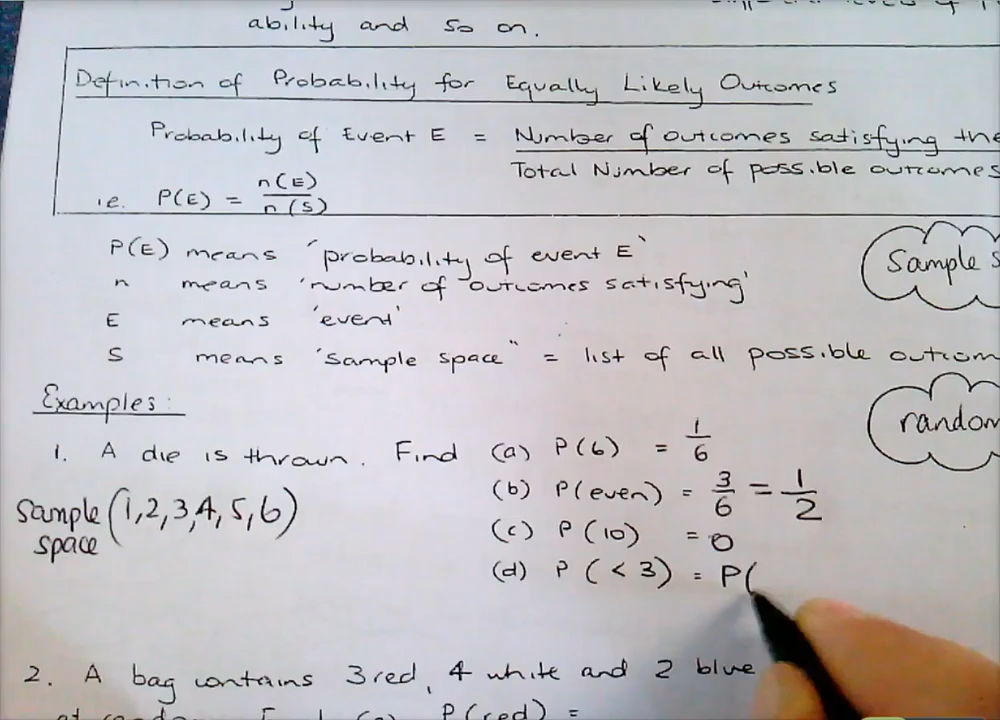 ability and so on.
Definition of Probability for Equally Likely Outcomes
Probability of Event E = Number of outcomes satisfying the
Total Number of possible outcomes
i.e. P(E) = n(E)
n(S)
P(E) means 'probability of event E'
Sample s
n means 'number of outcomes satisfying'
E means 'event'
S means 'sample space" = list of all possible outcom
Examples:
random
1. A die is thrown. Find (a) P(6) = 1/6
(b) P(even) = 3/6 = 1/2
Sample (1,2,3,4,5,6)
space
(c) P(10) = 0
(d) P(<3) = P(
2. A bag contains 3 red, 4 white and 2 blue
P(red) =